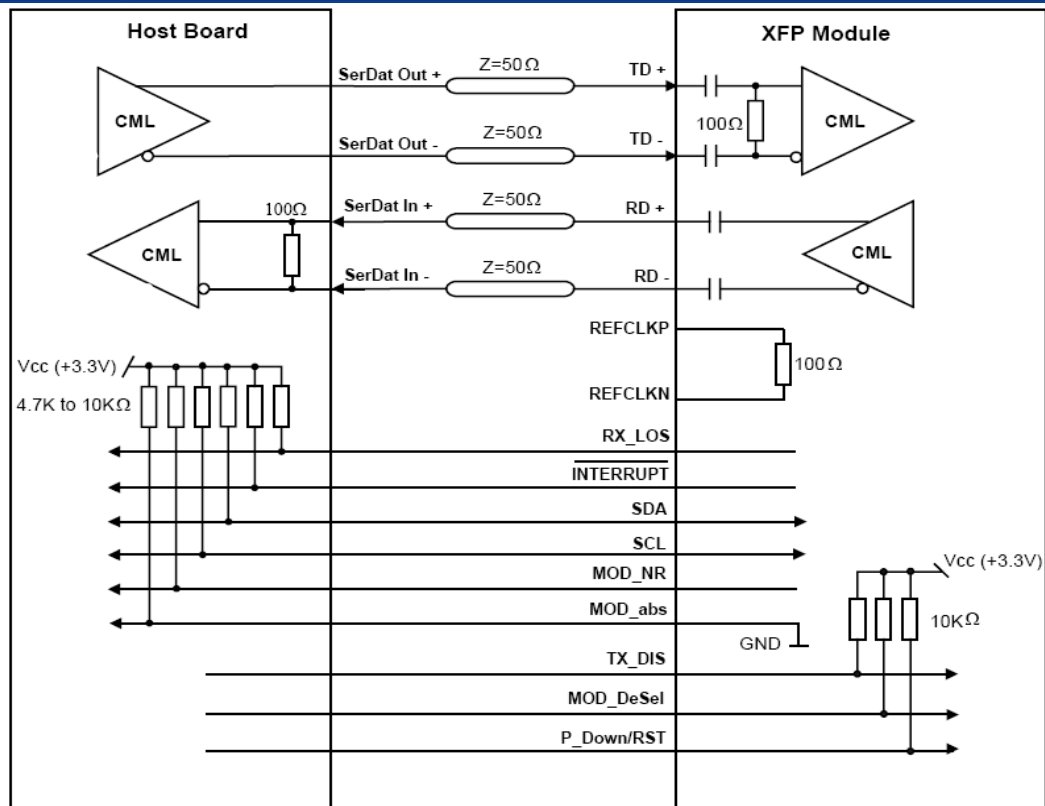 Host Board
XFP Module
SerDat Out +
Z=50Ω
TD +
CML
100Ω
CML
SerDat Out -
Z=50Ω
TD -
100Ω
SerDat In +
Z=50Ω
RD +
CML
CML
SerDat In -
Z=50Ω
RD -
REFCLKP
100Ω
REFCLKN
Vcc (+3.3V)
4.7K to 10KΩ
RX_LOS
INTERRUPT
SDA
SCL
Vcc (+3.3V)
MOD_NR
MOD_abs
10KΩ
GND
TX_DIS
MOD_DeSel
P_Down/RST